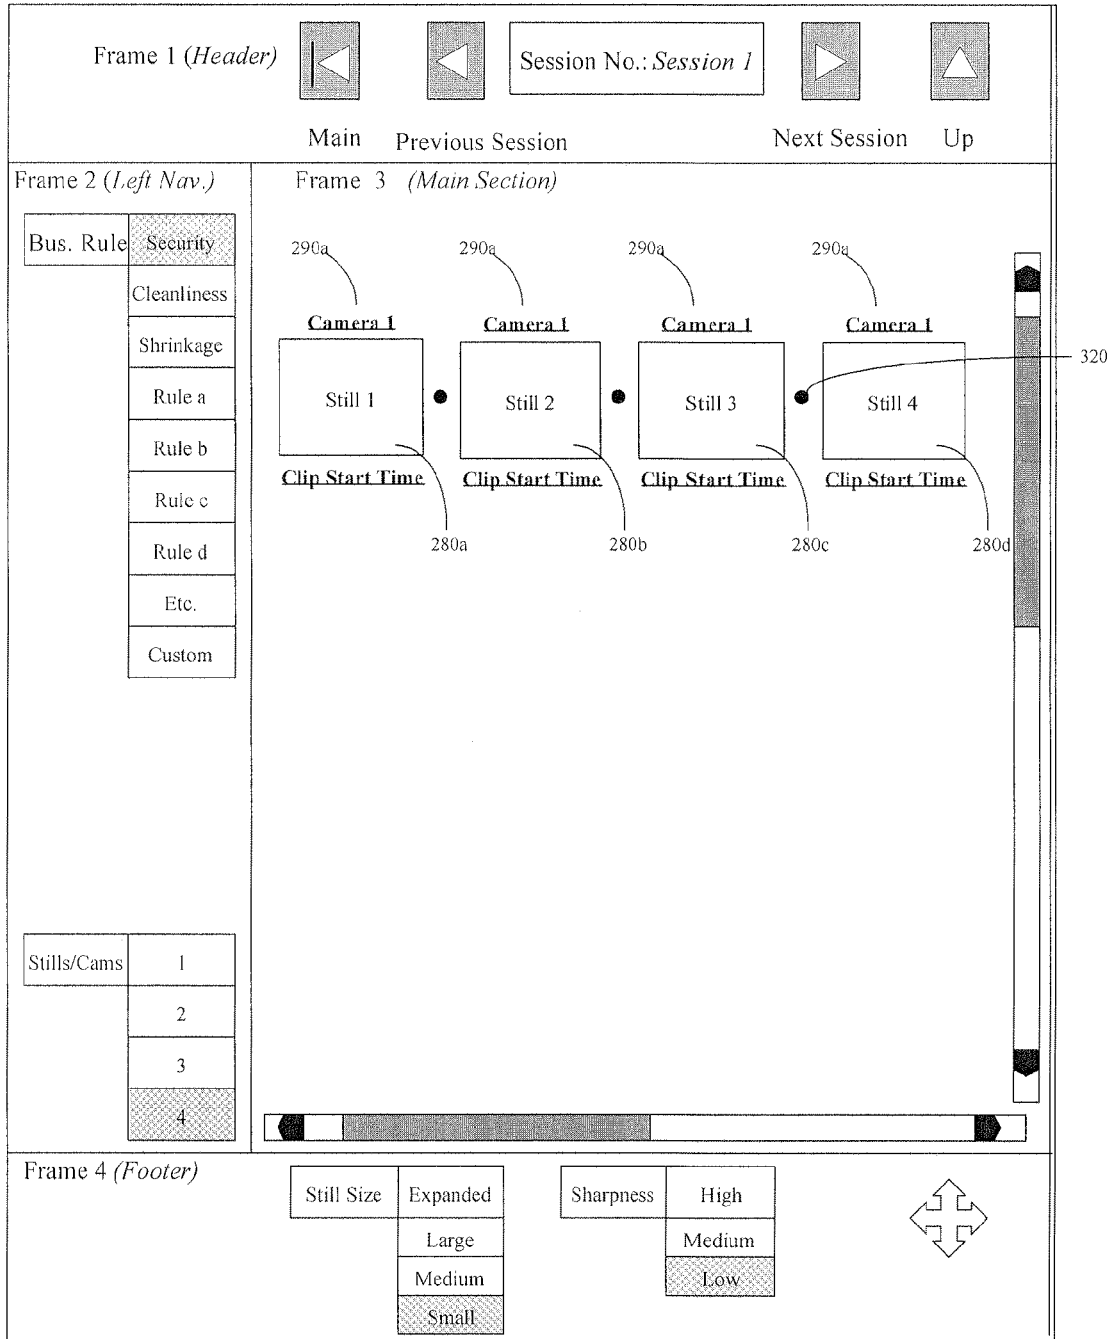 Frame 1 (Header)
Session No.: Session 1
Main
Previous Session
Next Session
Up
Frame 2 (Left Nav.)
Frame 3 (Main Section)
Bus. Rule
Security
Cleanliness
Shrinkage
Rule a
Rule b
Rule c
Rule d
Etc.
Custom
290a
290a
290a
290a
Camera 1
Camera 1
Camera 1
Camera 1
320
Still 1
Still 2
Still 3
Still 4
Clip Start Time
Clip Start Time
Clip Start Time
Clip Start Time
280a
280b
280c
280d
Stills/Cams
1
2
3
4
Frame 4 (Footer)
Still Size
Expanded
Large
Medium
Small
Sharpness
High
Medium
Low